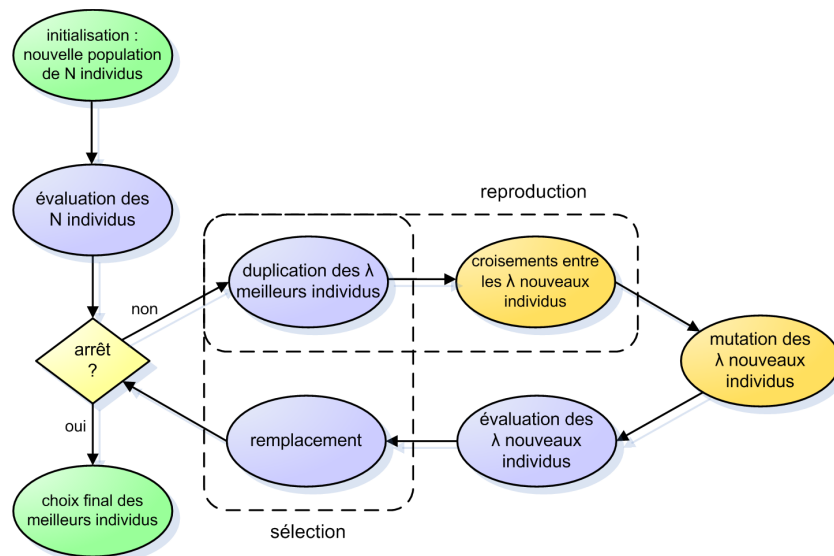 initialisation :
nouvelle population
de N individus
évaluation des
N individus
reproduction
duplication des λ
meilleurs individus
croisements entre
les λ nouveaux
individus
non
arrêt
?
mutation des
λ nouveaux
individus
oui
remplacement
évaluation des
λ nouveaux
individus
choix final des
meilleurs individus
sélection